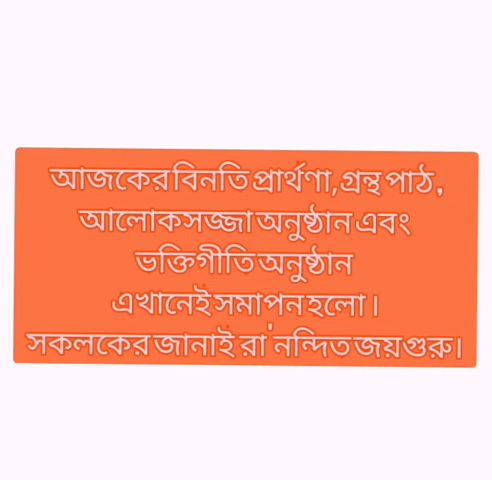 আজকের বিনতি প্রার্থণা, গ্রন্থ পাঠ,
আলোকসজ্জা অনুষ্ঠান এবং
ভক্তিগীতি অনুষ্ঠান
এখানেই সমাপন হলো।
সকলকের জানাই রা' নন্দিত জয়গুরু।